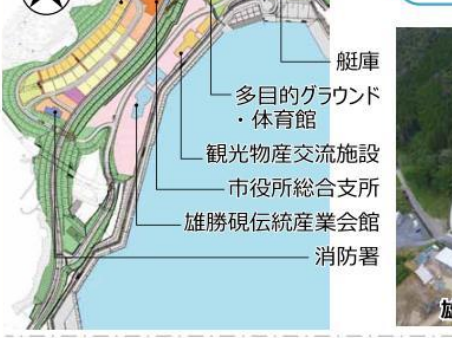 艇庫
多目的グラウンド
・体育館
観光物産交流施設
市役所総合支所
雄勝硯伝統産業会館
消防署